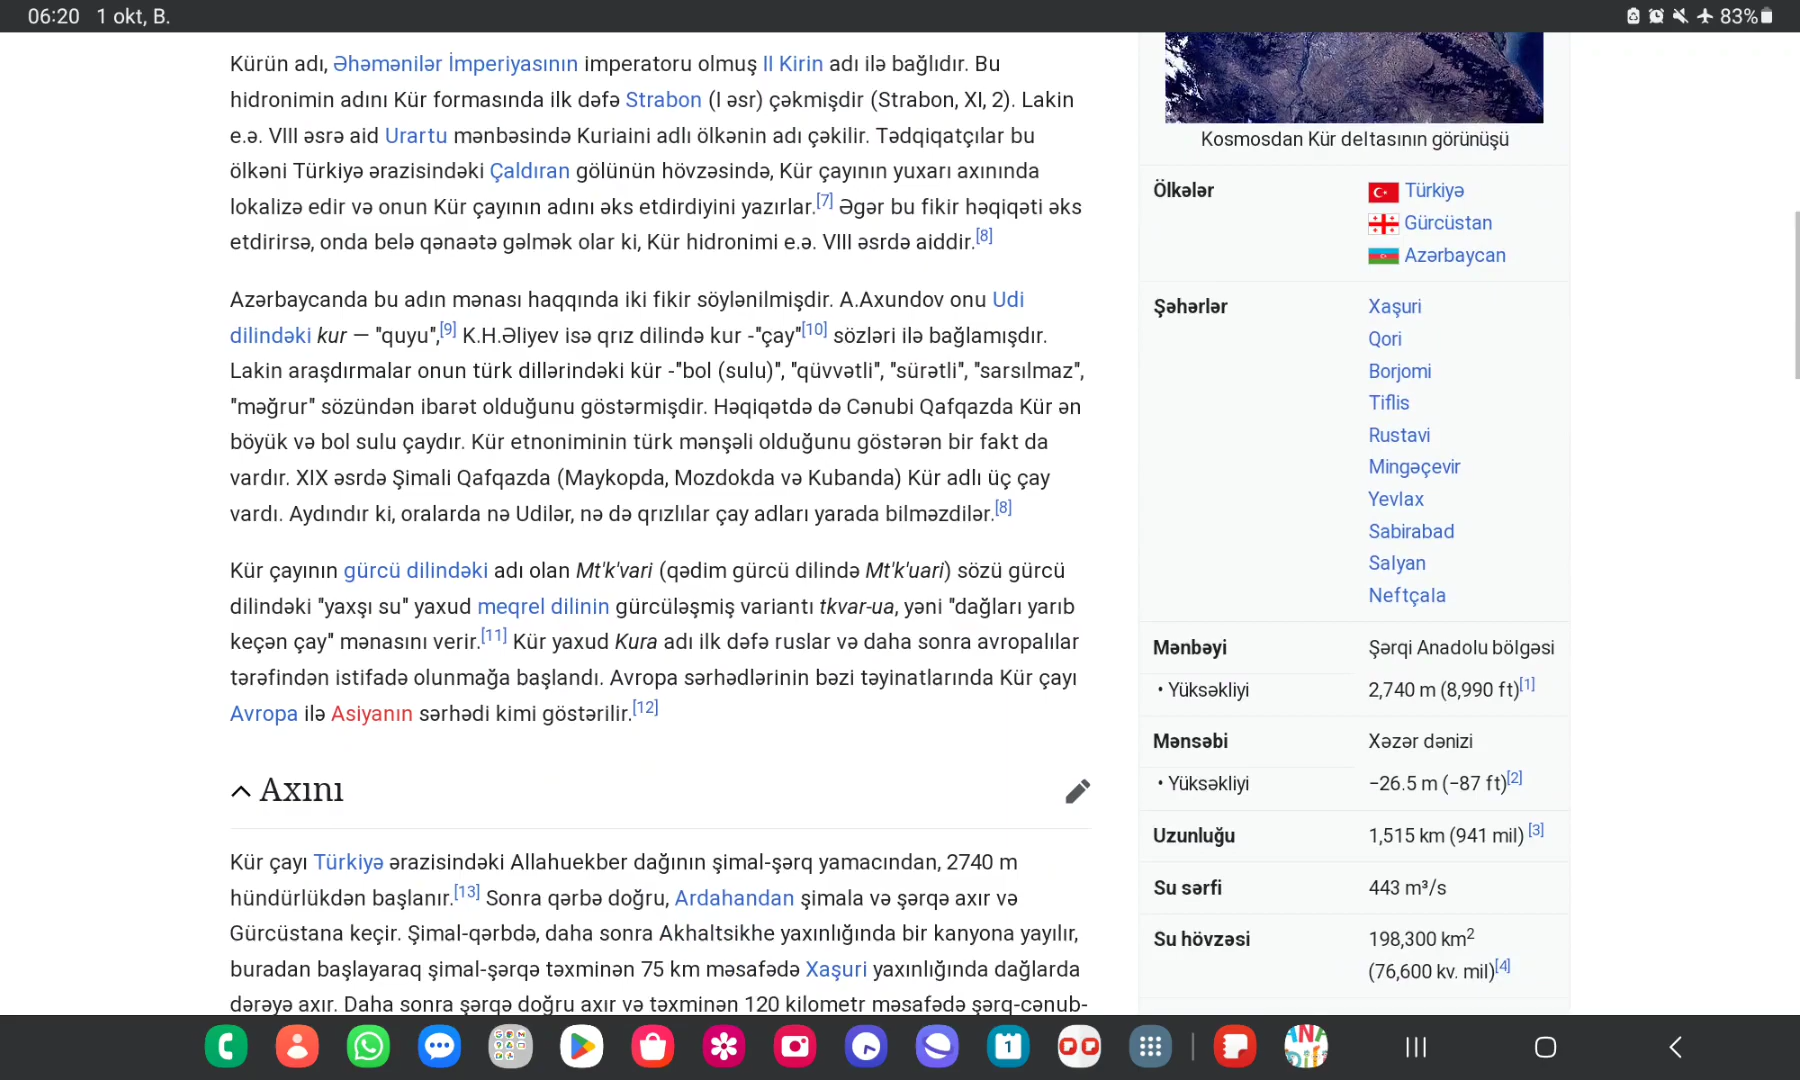 06:20 1 okt, B.
83%
Kürün adı, Əhəmənilər İmperiyasının imperatoru olmuş II Kirin adı ilə bağlıdır. Bu
hidronimin adını Kür formasında ilk dəfə Strabon (I əsr) çəkmişdir (Strabon, XI, 2). Lakin
e.ə. VIII əsrə aid Urartu mənbəsində Kuriaini adlı ölkənin adı çəkilir. Tədqiqatçılar bu
ölkəni Türkiyə ərazisindəki Çaldıran gölünün hövzəsində, Kür çayının yuxarı axınında
lokalizə edir və onun Kür çayının adını əks etdirdiyini yazırlar.[7] Əgər bu fikir həqiqəti əks
etdirirsə, onda belə qənaətə gəlmək olar ki, Kür hidronimi e.ə. VIII əsrdə aiddir.[8]
Azərbaycanda bu adın mənası haqqında iki fikir söylənilmişdir. A.Axundov onu Udi
dilindəki kur — "quyu",[9] K.H.Əliyev isə qrız dilində kur -"çay"[10] sözləri ilə bağlamışdır.
Lakin araşdırmalar onun türk dillərindəki kür -"bol (sulu)", "qüvvətli", "sürətli", "sarsılmaz",
"məğrur" sözündən ibarət olduğunu göstərmişdir. Həqiqətdə də Cənubi Qafqazda Kür ən
böyük və bol sulu çaydır. Kür etnoniminin türk mənşəli olduğunu göstərən bir fakt da
vardır. XIX əsrdə Şimali Qafqazda (Maykopda, Mozdokda və Kubanda) Kür adlı üç çay
vardı. Aydındır ki, oralarda nə Udilər, nə də qrızlılar çay adları yarada bilməzdilər.[8]
Kür çayının gürcü dilindəki adı olan Mt'k'vari (qədim gürcü dilində Mt'k'uari) sözü gürcü
dilindəki "yaxşı su" yaxud meqrel dilinin gürcüləşmiş variantı tkvar-ua, yəni "dağları yarıb
keçən çay" mənasını verir.[11] Kür yaxud Kura adı ilk dəfə ruslar və daha sonra avropalılar
tərəfindən istifadə olunmağa başlandı. Avropa sərhədlərinin bəzi təyinatlarında Kür çayı
Avropa ilə Asiyanın sərhədi kimi göstərilir.[12]
Axını
Kür çayı Türkiyə ərazisindəki Allahuekber dağının şimal-şərq yamacından, 2740 m
hündürlükdən başlanır.[13] Sonra qərbə doğru, Ardahandan şimala və şərqə axır və
Gürcüstana keçir. Şimal-qərbdə, daha sonra Akhaltsikhe yaxınlığında bir kanyona yayılır,
buradan başlayaraq şimal-şərqə təxminən 75 km məsafədə Xaşuri yaxınlığında dağlarda
dərəyə axır. Daha sonra şərqə doğru axır və təxminən 120 kilometr məsafədə şərq-cənub-
Kosmosdan Kür deltasının görünüşü
Ölkələr Türkiyə
Gürcüstan
Azərbaycan
Şəhərlər Xaşuri
Qori
Borjomi
Tiflis
Rustavi
Mingəçevir
Yevlax
Sabirabad
Salyan
Neftçala
Mənbəyi Şərqi Anadolu bölgəsi
• Yüksəkliyi 2,740 m (8,990 ft)[1]
Mənsəbi Xəzər dənizi
• Yüksəkliyi −26.5 m (−87 ft)[2]
Uzunluğu 1,515 km (941 mil) [3]
Su sərfi 443 m³/s
Su hövzəsi 198,300 km2
(76,600 kv. mil)[4]
1